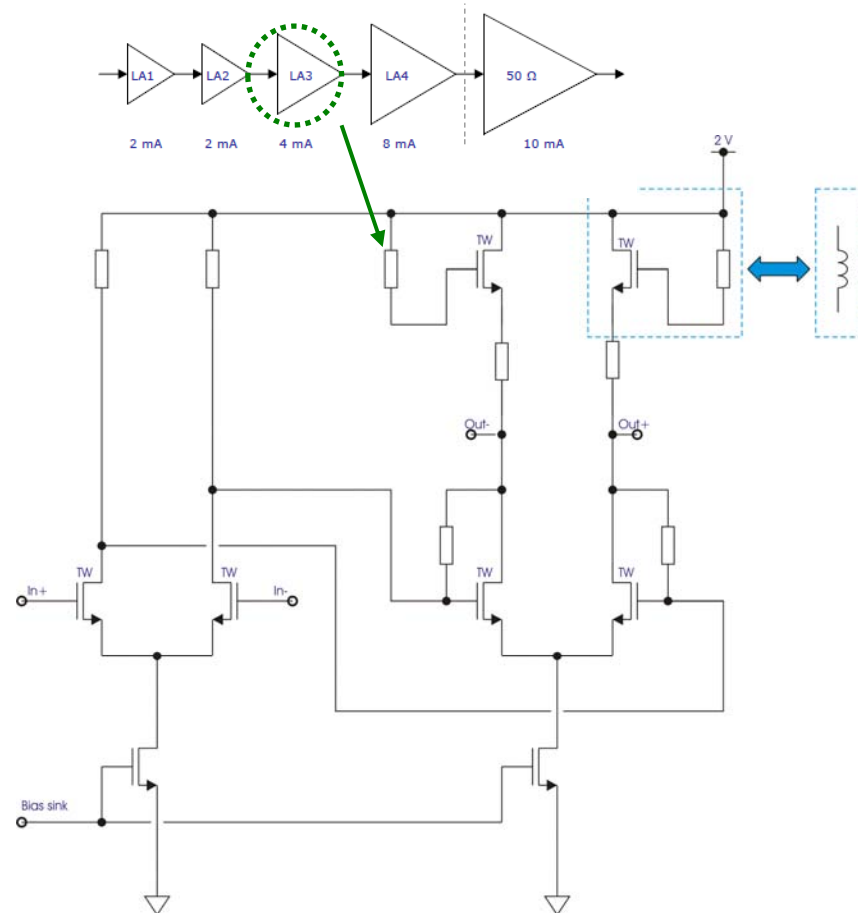 LA1 LA2 LA3 LA4 50 Ω
2 mA 2 mA 4 mA 8 mA 10 mA
2 V
TW TW
Out- Out+
TW TW TW TW
In+ In-
Bias sink